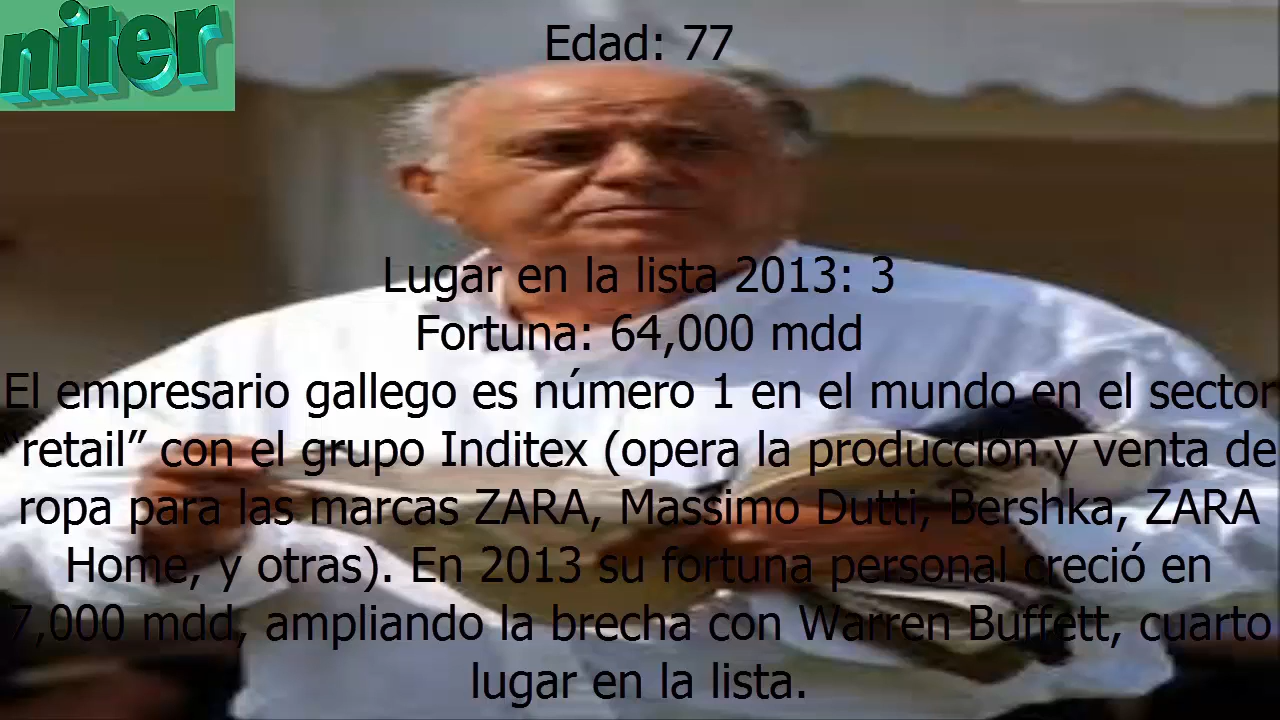 niter
Edad: 77
Lugar en la lista 2013: 3
Fortuna: 64,000 mdd
El empresario gallego es número 1 en el mundo en el sector
“retail” con el grupo Inditex (opera la producción y venta de
ropa para las marcas ZARA, Massimo Dutti, Bershka, ZARA
Home, y otras). En 2013 su fortuna personal creció en
7,000 mdd, ampliando la brecha con Warren Buffett, cuarto
lugar en la lista.